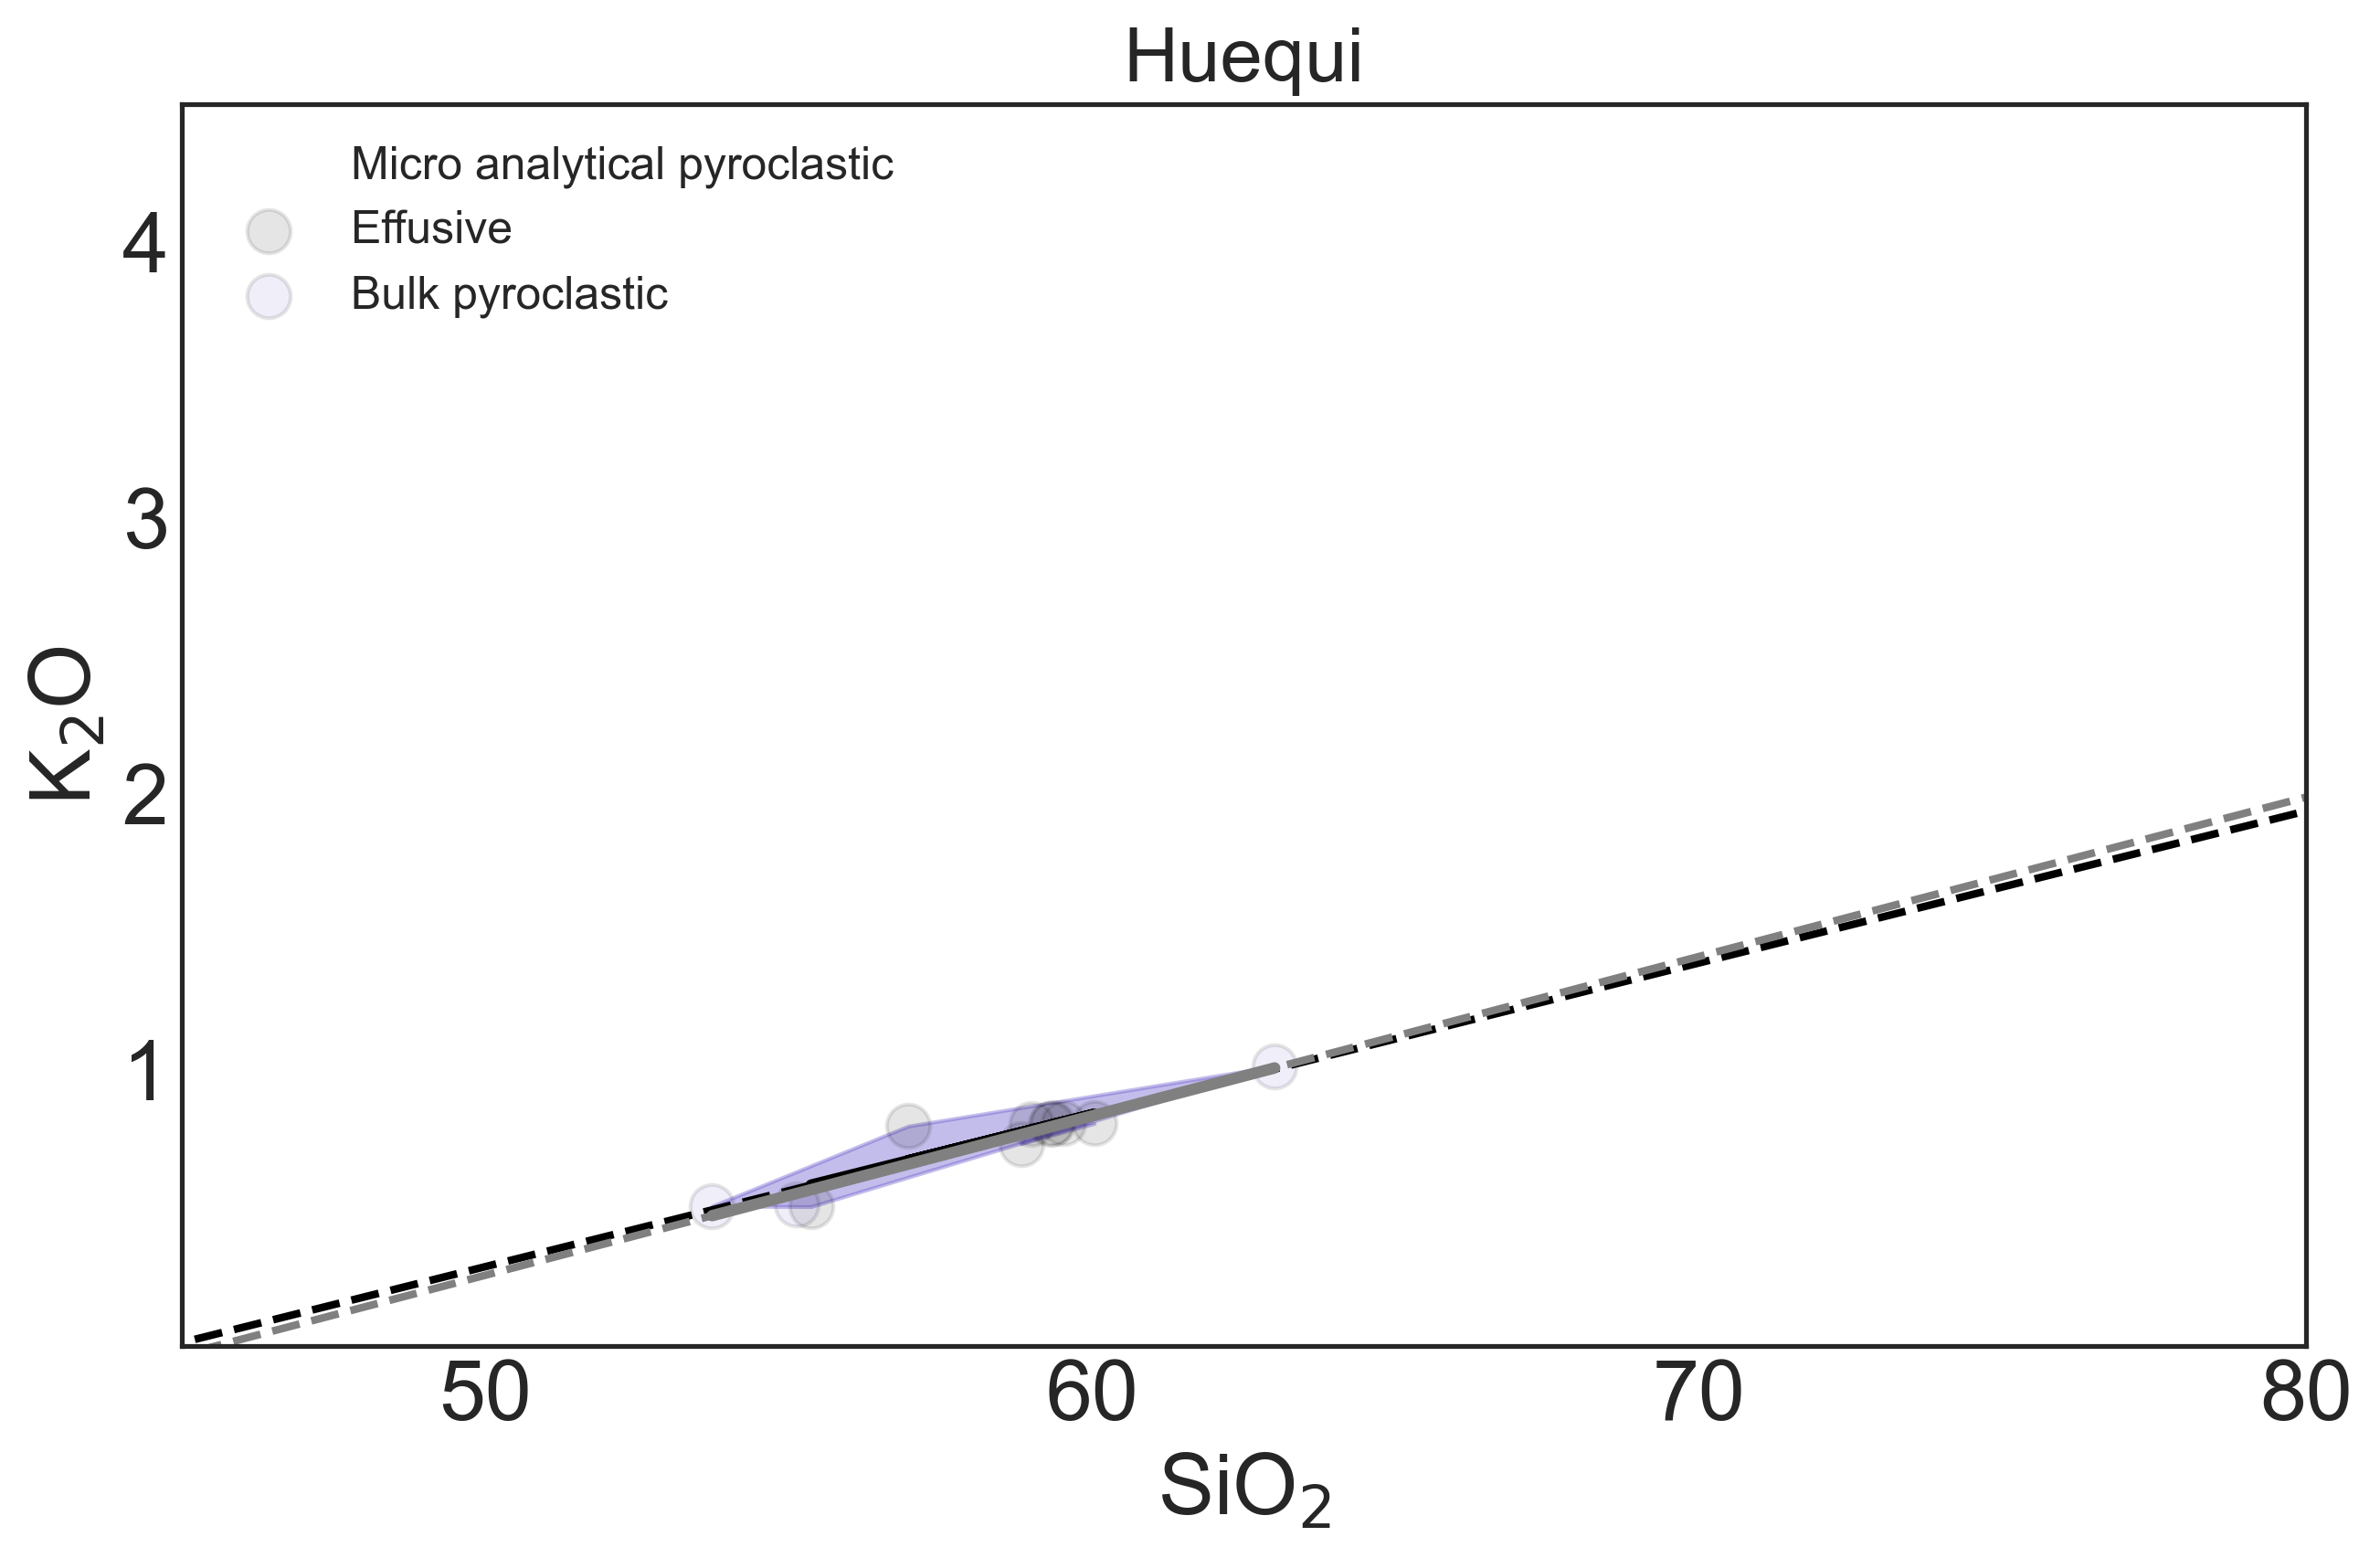 Huequi
Micro analytical pyroclastic
Effusive
Bulk pyroclastic
4
3
2
1
K₂O
50 60 70 80
SiO₂